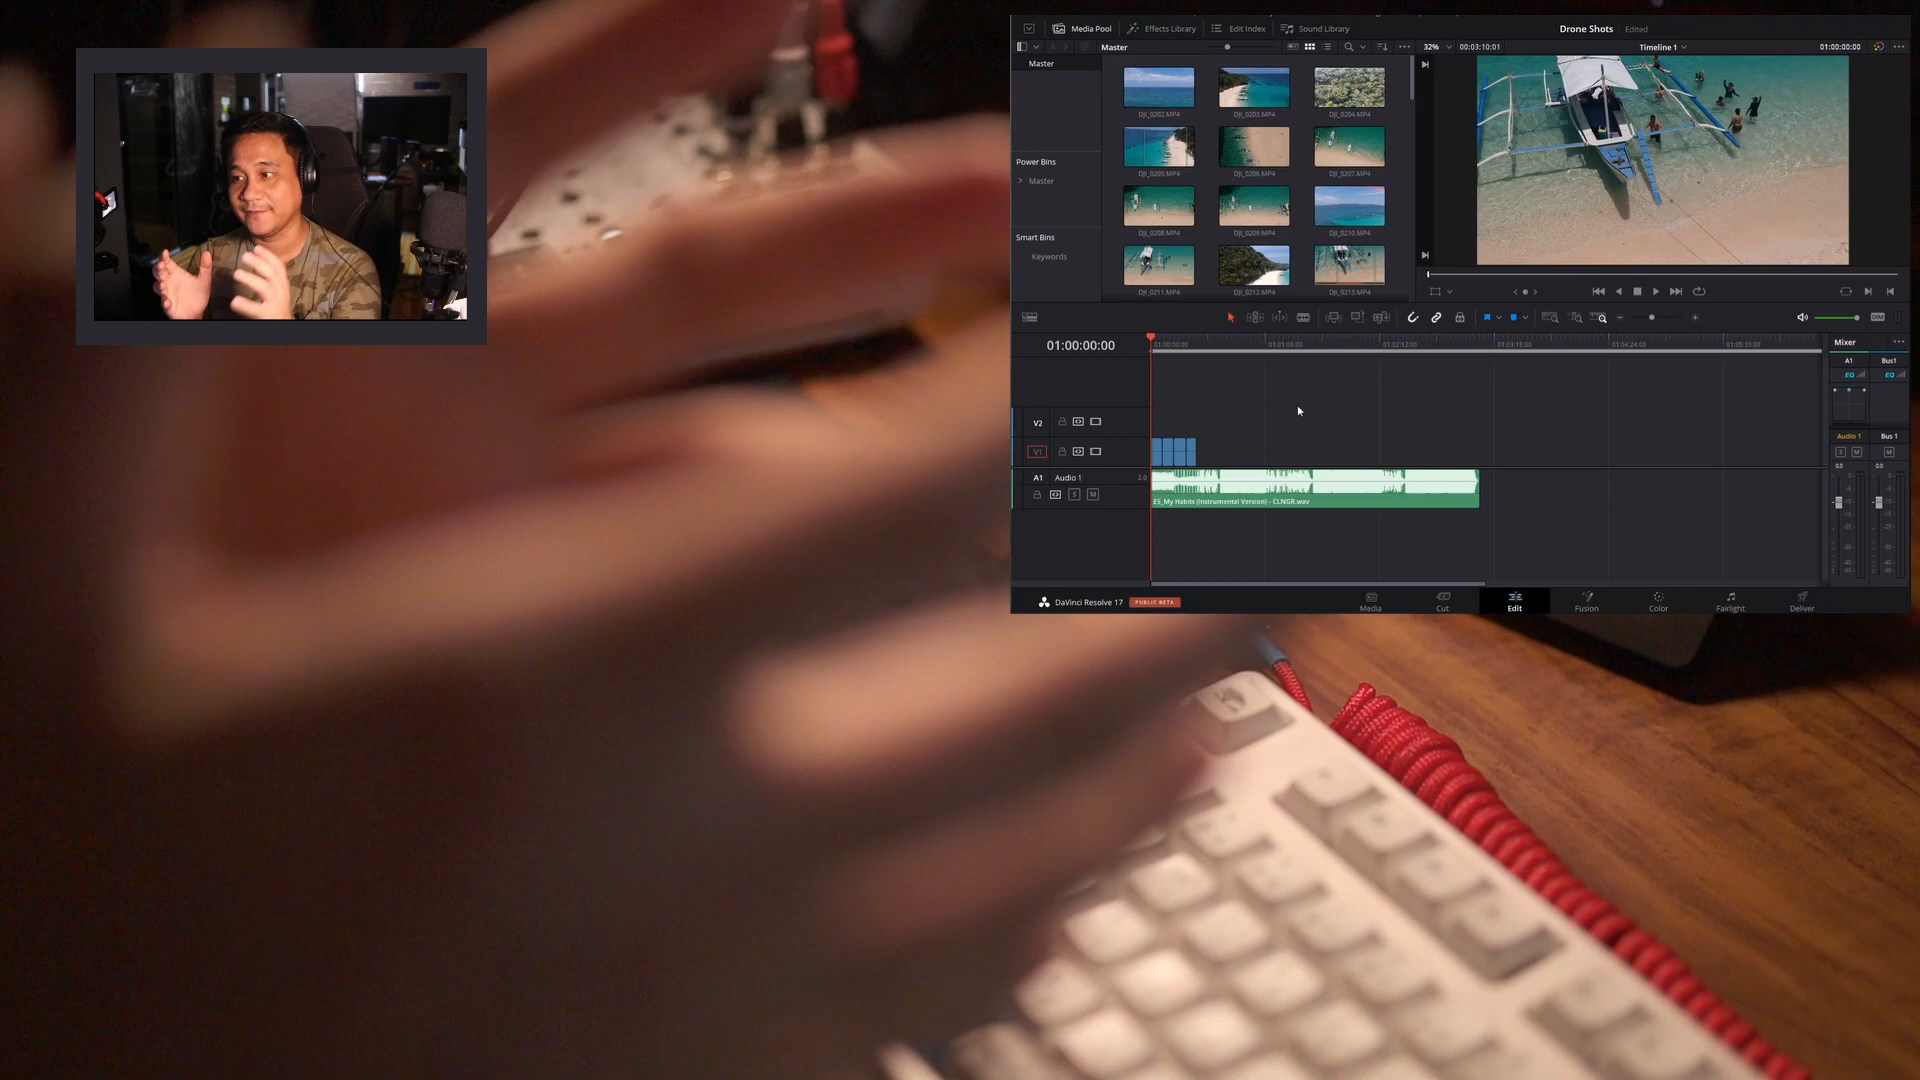 Media Pool Effects Library Edit Index Sound Library Drone Shots Edited
Master 32% 00:03:10:01 Timeline 1 01:00:00:00
Master
DJI_0202.MP4 DJI_0203.MP4 DJI_0204.MP4
Power Bins
Master
DJI_0205.MP4 DJI_0206.MP4 DJI_0207.MP4
DJI_0208.MP4 DJI_0209.MP4 DJI_0210.MP4
Smart Bins
Keywords
DJI_0211.MP4 DJI_0212.MP4 DJI_0213.MP4
DIM
01:00:00:00
01:00:00:00 01:01:06:00 01:02:12:00 01:03:18:00 01:04:24:00 01:05:30:00
Mixer
A1 Bus1
EQ EQ
V2
V1
Audio 1 Bus 1
S M M
A1 Audio 1 2.0
S M
0.0 0.0
ES_My Habits (Instrumental Version) - CLNGR.wav
DaVinci Resolve 17 PUBLIC BETA
Media Cut Edit Fusion Color Fairlight Deliver